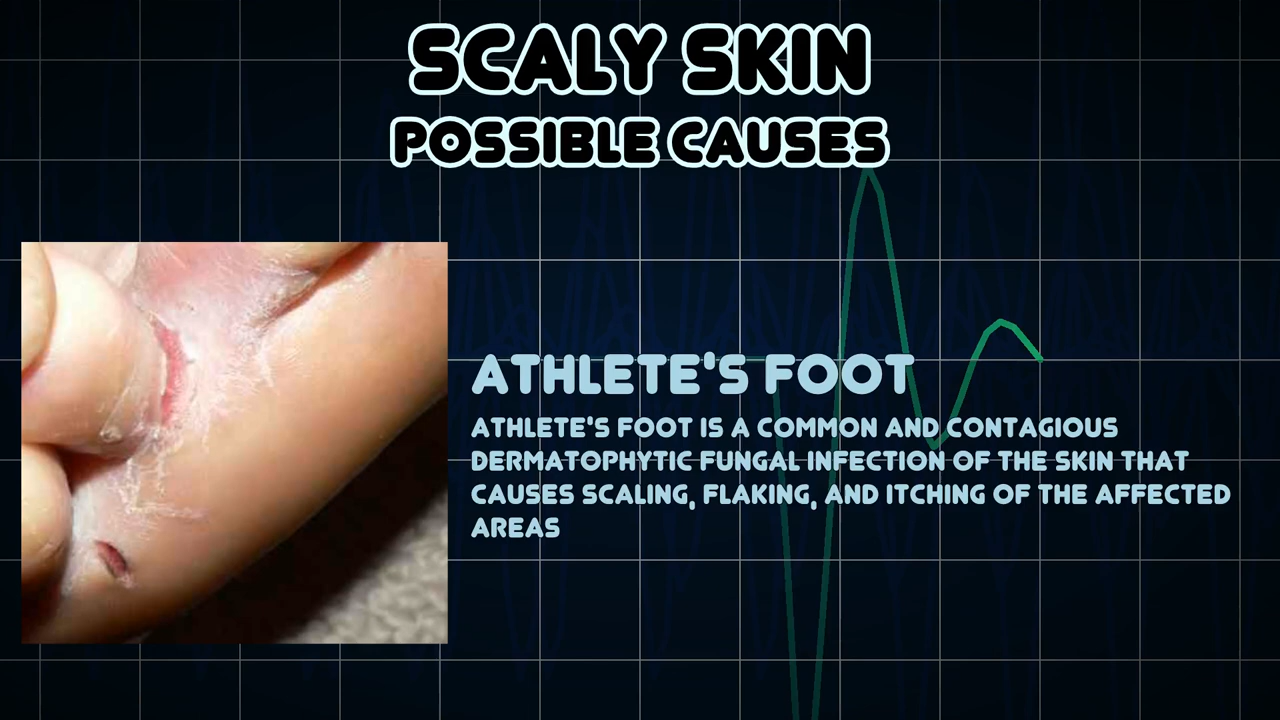 SCALY SKIN
POSSIBLE CAUSES
ATHLETE'S FOOT
ATHLETE'S FOOT IS A COMMON AND CONTAGIOUS
DERMATOPHYTIC FUNGAL INFECTION OF THE SKIN THAT
CAUSES SCALING, FLAKING, AND ITCHING OF THE AFFECTED
AREAS